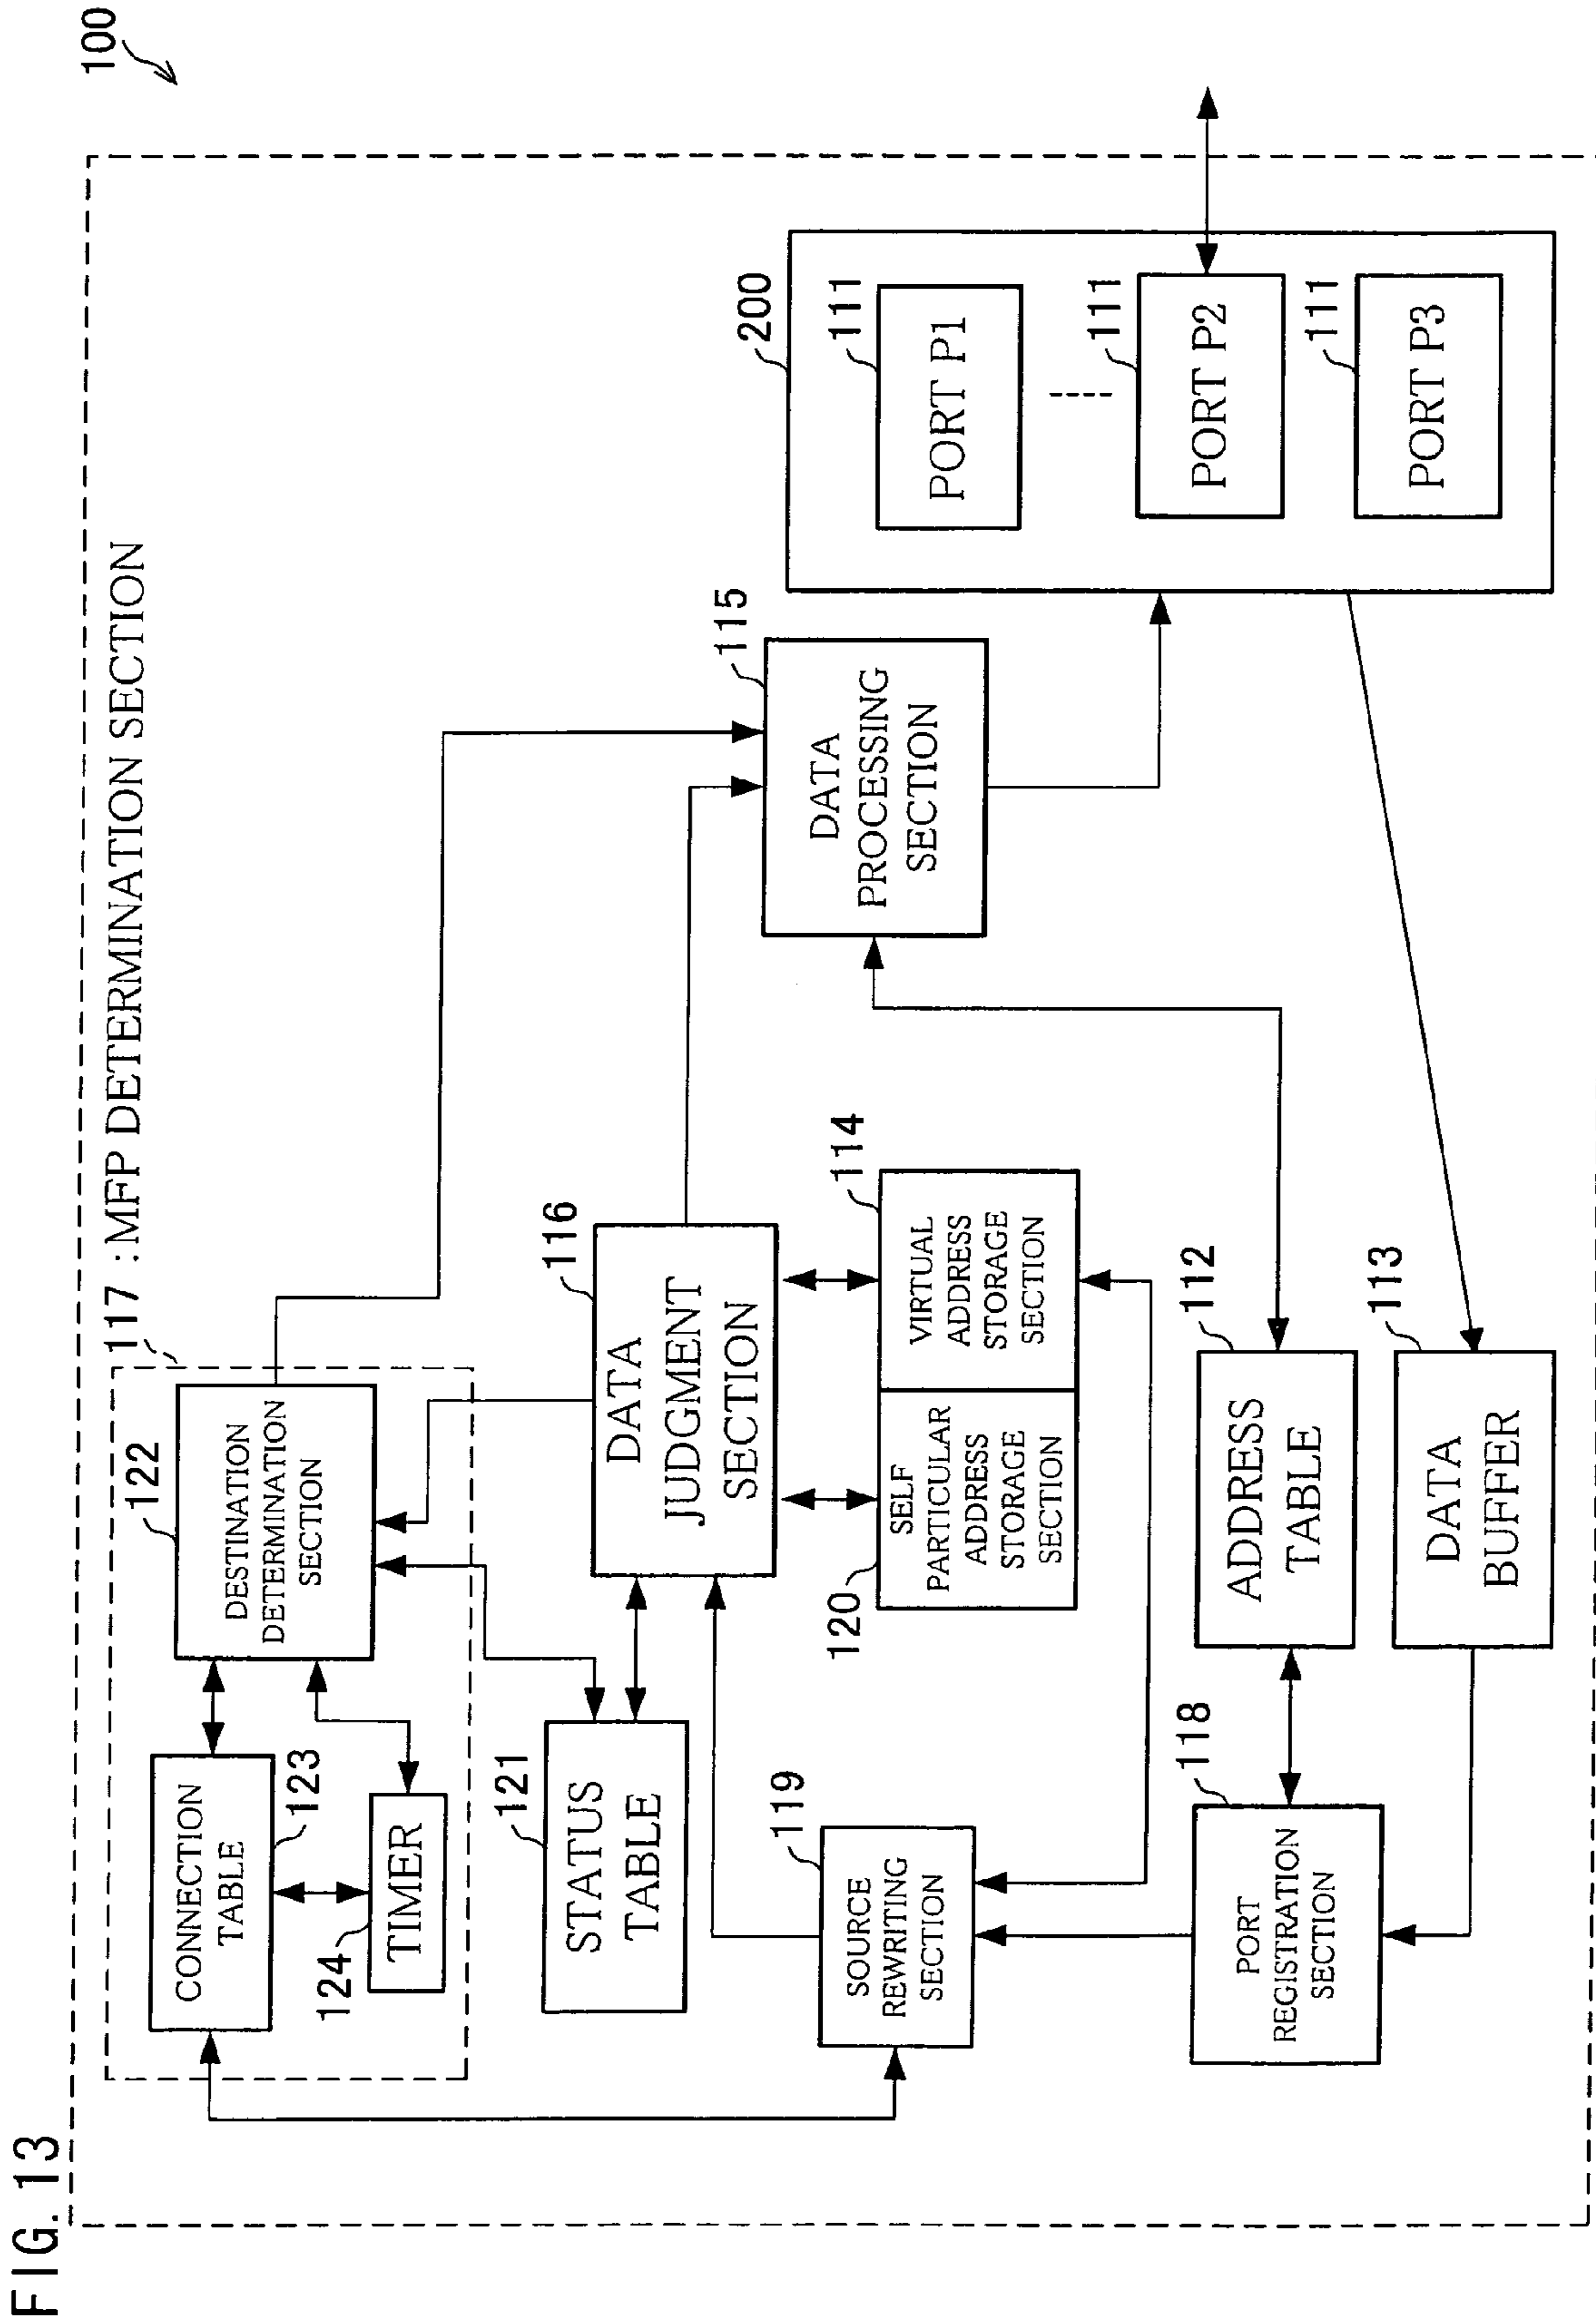 FIG. 13
100
117 : MFP DETERMINATION SECTION
122
DESTINATION
DETERMINATION
SECTION
CONNECTION
TABLE
123
124
TIMER
121
STATUS
TABLE
116
DATA
JUDGMENT
SECTION
115
DATA
PROCESSING
SECTION
200
111
PORT P1
111
PORT P2
111
PORT P3
119
SOURCE
REWRITING
SECTION
120
SELF
PARTICULAR
ADDRESS
STORAGE
SECTION
114
VIRTUAL
ADDRESS
STORAGE
SECTION
118
PORT
REGISTRATION
SECTION
112
ADDRESS
TABLE
113
DATA
BUFFER